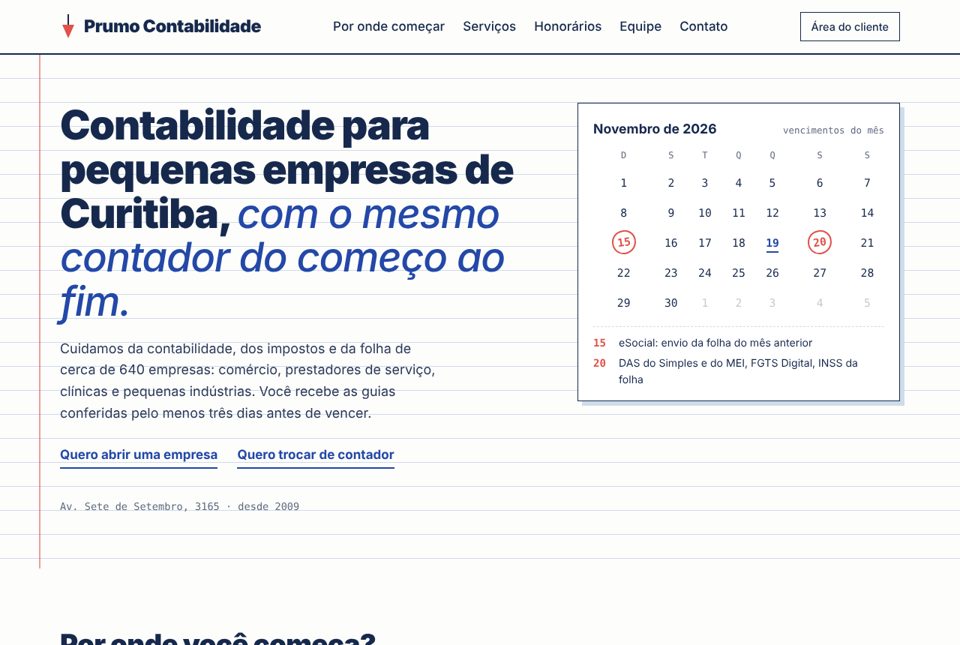 Prumo Contabilidade
Por onde começar Serviços Honorários Equipe Contato
Área do cliente
Contabilidade para
pequenas empresas de
Curitiba, com o mesmo
contador do começo ao
fim.
Cuidamos da contabilidade, dos impostos e da folha de
cerca de 640 empresas: comércio, prestadores de serviço,
clínicas e pequenas indústrias. Você recebe as guias
conferidas pelo menos três dias antes de vencer.
Quero abrir uma empresa Quero trocar de contador
Av. Sete de Setembro, 3165 · desde 2009
Novembro de 2026 vencimentos do mês
D S T Q Q S S
1 2 3 4 5 6 7
8 9 10 11 12 13 14
15 16 17 18 19 20 21
22 23 24 25 26 27 28
29 30 1 2 3 4 5
15 eSocial: envio da folha do mês anterior
20 DAS do Simples e do MEI, FGTS Digital, INSS da
folha
Por onde você começa?